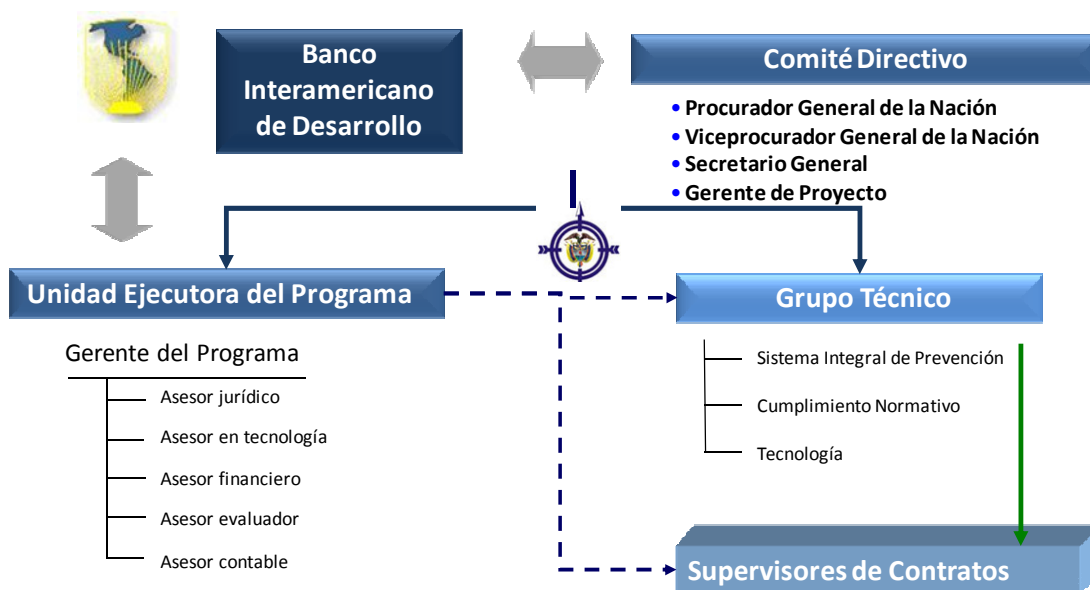 Banco
Interamericano
de Desarrollo
Comité Directivo
• Procurador General de la Nación
• Viceprocurador General de la Nación
• Secretario General
• Gerente de Proyecto
Unidad Ejecutora del Programa
Grupo Técnico
Gerente del Programa
Asesor jurídico
Asesor en tecnología
Asesor financiero
Asesor evaluador
Asesor contable
Sistema Integral de Prevención
Cumplimiento Normativo
Tecnología
Supervisores de Contratos